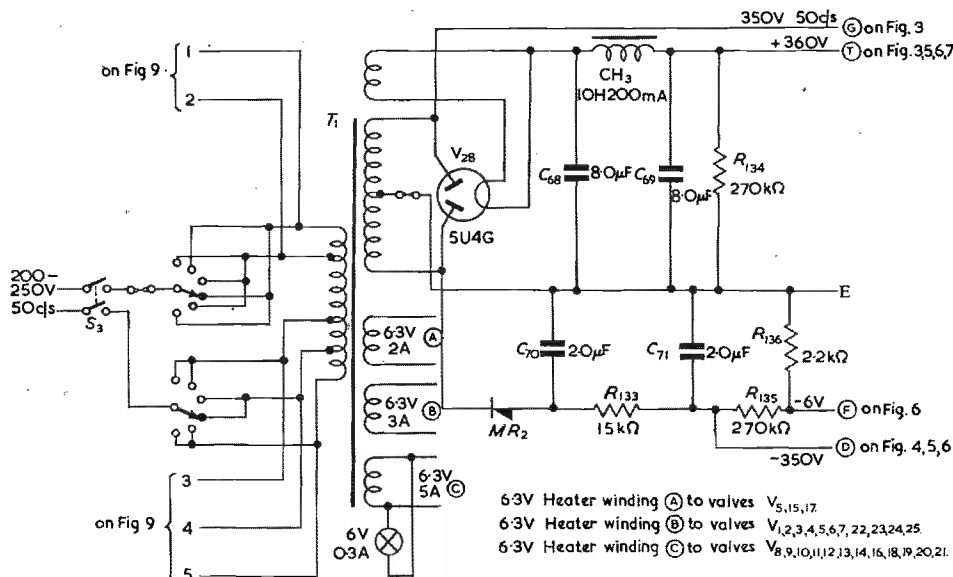 350V 50c/s G on Fig. 3
+360V T on Fig. 3,5,6,7
on Fig 9
1
2
T1
CH3
10H 200mA
V28
5U4G
C68 8.0μF
C69 8.0μF
R134
270kΩ
200–
250V
50c/s
S3
E
6.3V
2A
A
6.3V
3A
B
6.3V
5A C
C70 2.0μF
C71 2.0μF
R136
2.2kΩ
MR2
R133
15kΩ
R135
270kΩ
-6V F on Fig. 6
-350V D on Fig. 4, 5, 6
on Fig 9
3
4
5
6V
0.3A
6.3V Heater winding A to valves V5,15,17.
6.3V Heater winding B to valves V1,2,3,4,5,6,7, 22, 23, 24, 25.
6.3V Heater winding C to valves V8,9,10,11,12,13,14,16,18,19,20,21.